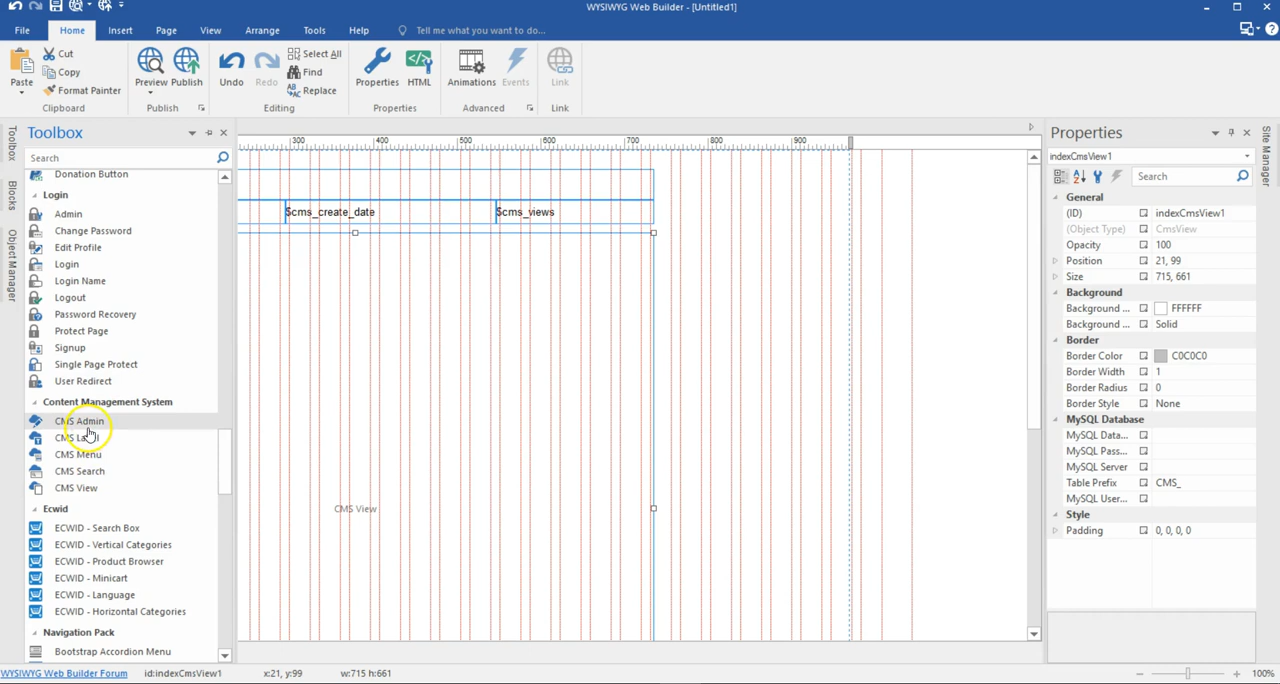 WYSIWYG Web Builder - [Untitled1]
File Home Insert Page View Arrange Tools Help Tell me what you want to do...
Paste
Cut
Copy
Format Painter
Clipboard
Preview Publish
Publish
Undo Redo
Select All
Find
Replace
Editing
Properties HTML
Properties
Animations Events
Advanced
Link
Link
Toolbox
Blocks
Object Manager
Toolbox
Search
Donation Button
Login
Admin
Change Password
Edit Profile
Login
Login Name
Logout
Password Recovery
Protect Page
Signup
Single Page Protect
User Redirect
Content Management System
CMS Admin
CMS Label
CMS Menu
CMS Search
CMS View
Ecwid
ECWID - Search Box
ECWID - Vertical Categories
ECWID - Product Browser
ECWID - Minicart
ECWID - Language
ECWID - Horizontal Categories
Navigation Pack
Bootstrap Accordion Menu
300 400 500 600 700 800 900
$cms_create_date $cms_views
CMS View
Properties
indexCmsView1
Search
General
(ID) indexCmsView1
(Object Type) CmsView
Opacity 100
Position 21, 99
Size 715, 661
Background
Background ... FFFFFF
Background ... Solid
Border
Border Color C0C0C0
Border Width 1
Border Radius 0
Border Style None
MySQL Database
MySQL Data...
MySQL Pass...
MySQL Server
Table Prefix CMS_
MySQL User...
Style
Padding 0, 0, 0, 0
Site Manager
WYSIWYG Web Builder Forum id:indexCmsView1 x:21, y:99 w:715 h:661 100%